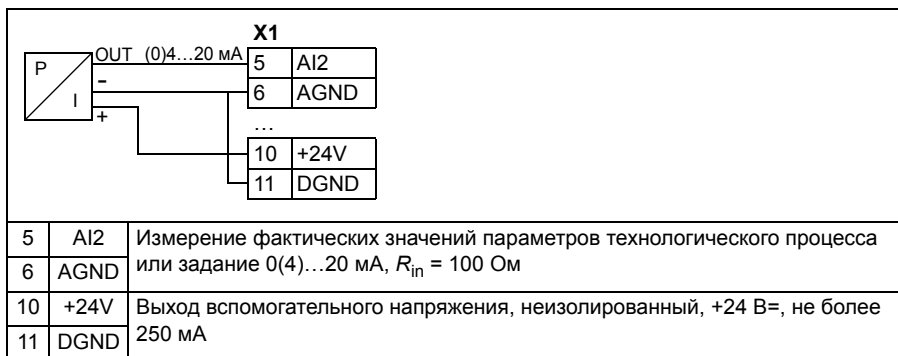 X1
OUT (0)4…20 мА
P
I
-
+
5 AI2
6 AGND
…
10 +24V
11 DGND
5 AI2 Измерение фактических значений параметров технологического процесса
6 AGND или задание 0(4)…20 мА, Rin = 100 Ом
10 +24V Выход вспомогательного напряжения, неизолированный, +24 В=, не более
11 DGND 250 мА